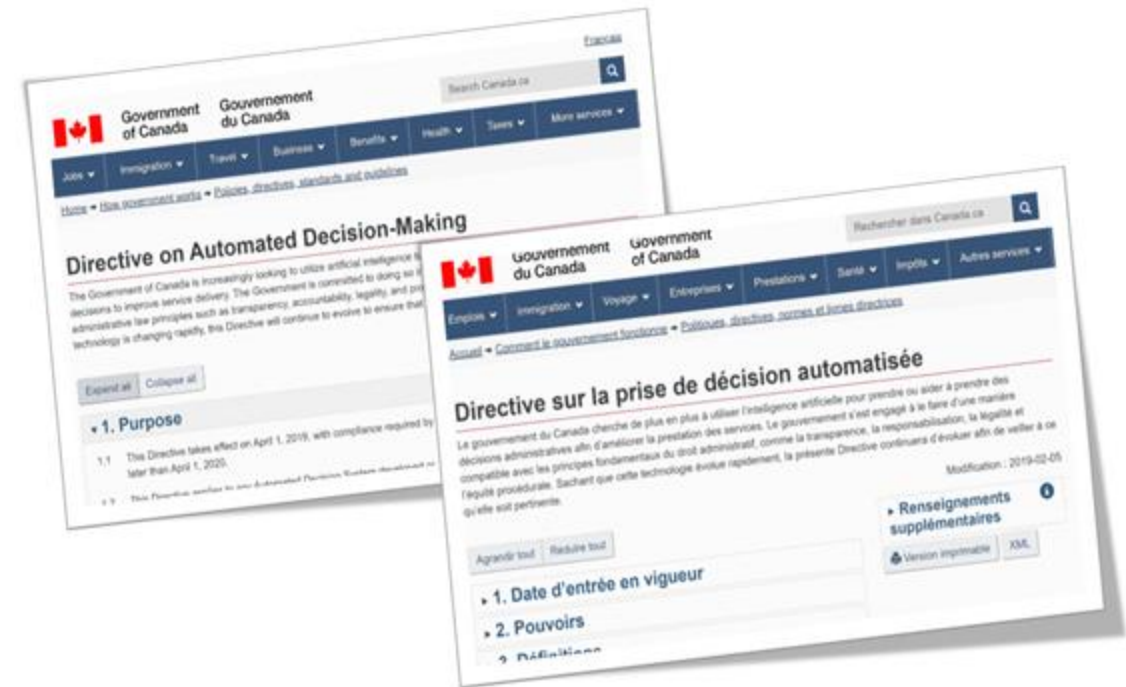 Français
Government of Canada
Gouvernement du Canada
Search Canada.ca
Jobs Immigration Travel Business Benefits Health Taxes More services
Home → How government works → Policies, directives, standards and guidelines
Directive on Automated Decision-Making
The Government of Canada is increasingly looking to utilize artificial intelligence
decisions to improve service delivery. The Government is committed to doing so
administrative law principles such as transparency, accountability, legality, and
technology is changing rapidly, this Directive will continue to evolve to ensure that
Expand all Collapse all
1. Purpose
1.1 This Directive takes effect on April 1, 2019, with compliance required by
later than April 1, 2020.
This Directive applies to any Automated Decision System developed
Gouvernement du Canada
Government of Canada
Rechercher dans Canada.ca
Emplois Immigration Voyage Entreprises Prestations Santé Impôts Autres services
Accueil → Comment le gouvernement fonctionne → Politiques, directives, normes et lignes directrices
Directive sur la prise de décision automatisée
Le gouvernement du Canada cherche de plus en plus à utiliser l'intelligence artificielle pour prendre ou aider à prendre des
décisions administratives afin d'améliorer la prestation des services. Le gouvernement s'est engagé à le faire d'une manière
compatible avec les principes fondamentaux du droit administratif, comme la transparence, la responsabilisation, la légalité et
l'équité procédurale. Sachant que cette technologie évolue rapidement, la présente Directive continuera d'évoluer afin de veiller à ce
qu'elle soit pertinente.
Modification : 2019-02-05
Renseignements
supplémentaires
Version imprimable XML
Agrandir tout Réduire tout
1. Date d'entrée en vigueur
2. Pouvoirs
3. Définitions